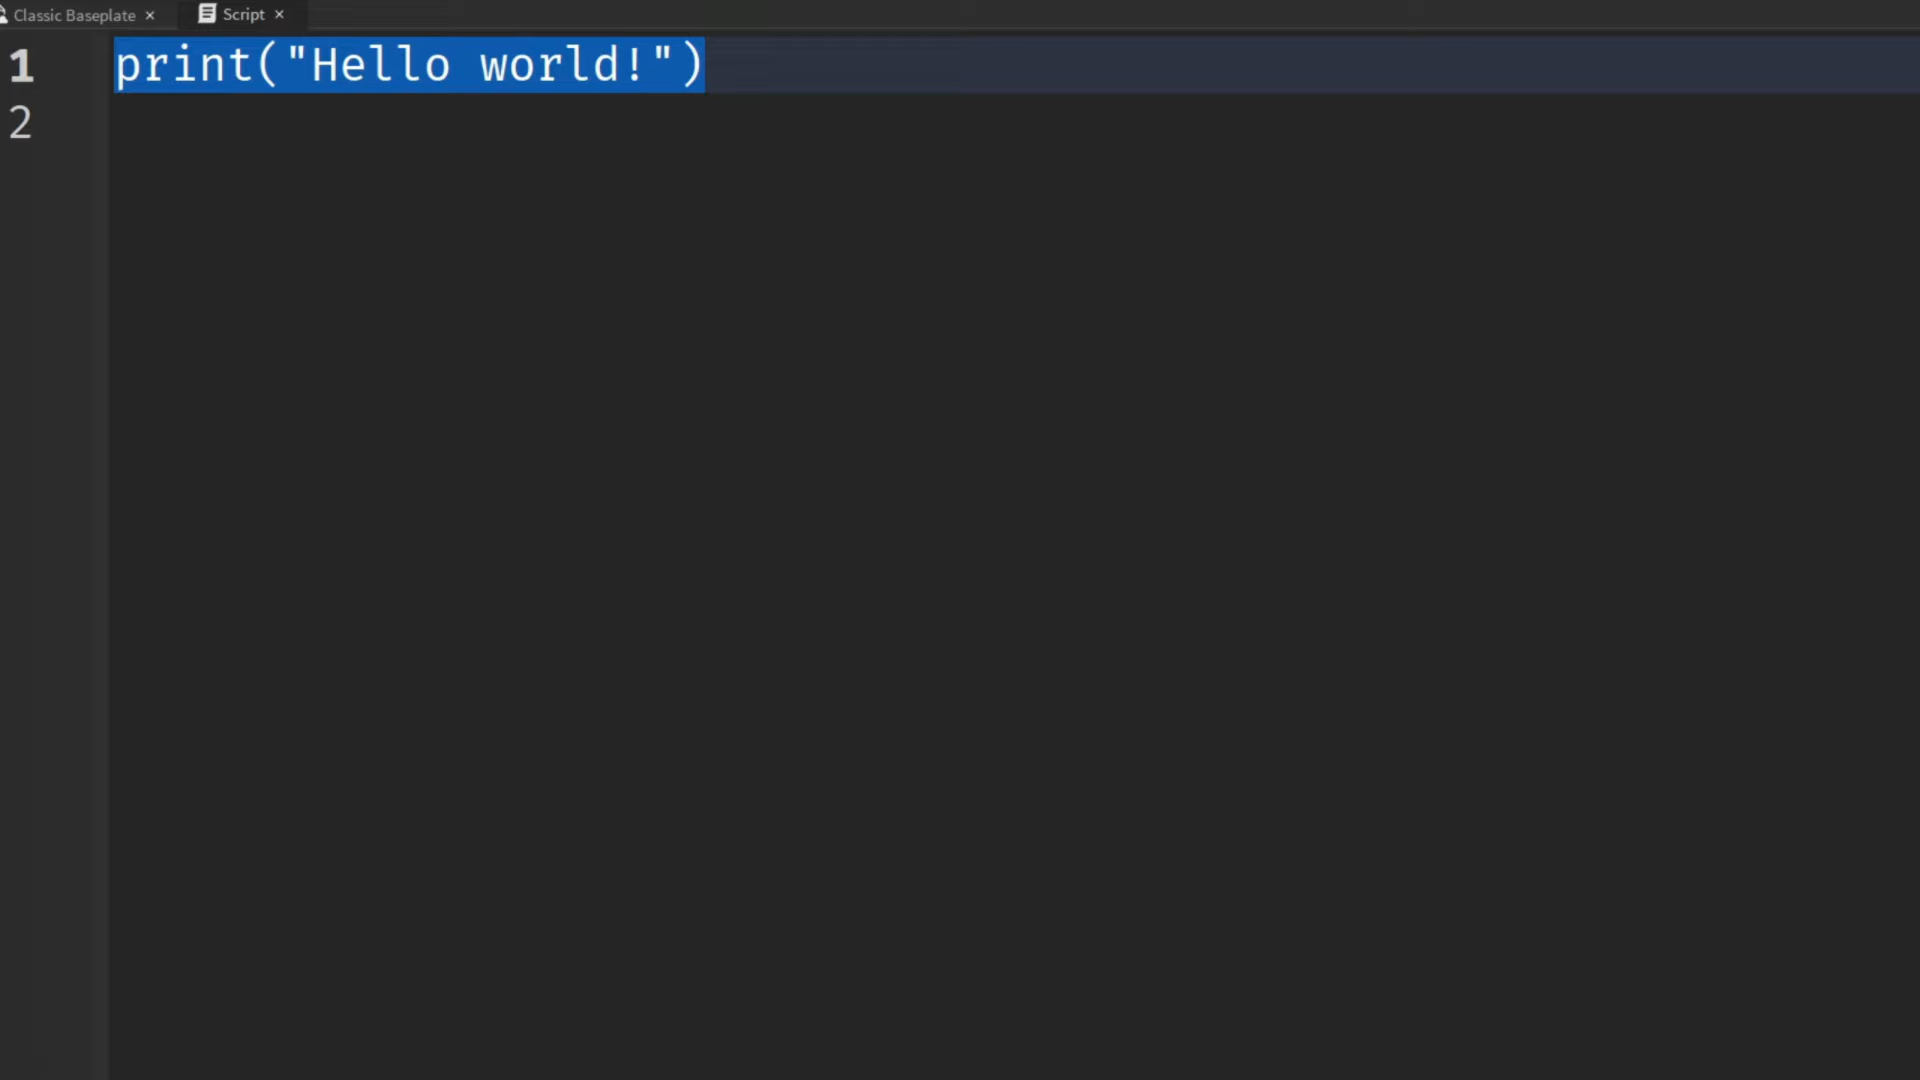 Classic Baseplate × Script ×
1 print("Hello world!")
2